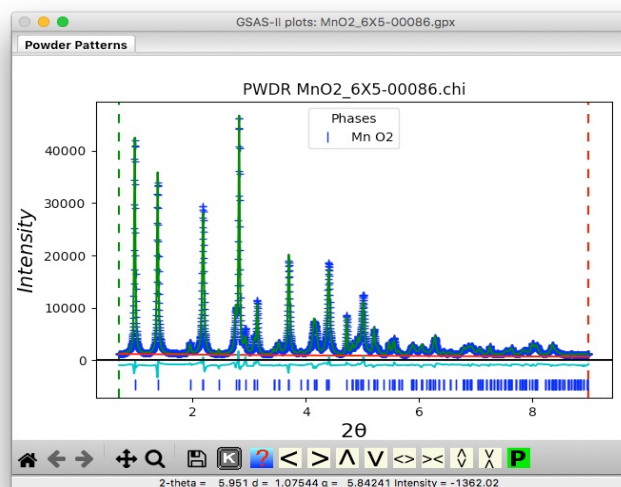 GSAS-II plots: MnO2_6X5-00086.gpx
Powder Patterns
PWDR MnO2_6X5-00086.chi
Phases
Mn O2
40000
30000
20000
10000
0
Intensity
2 4 6 8
2θ
K ? < > Λ V <> >< P
2-theta = 5.951 d = 1.07544 q = 5.84241 Intensity = -1362.02